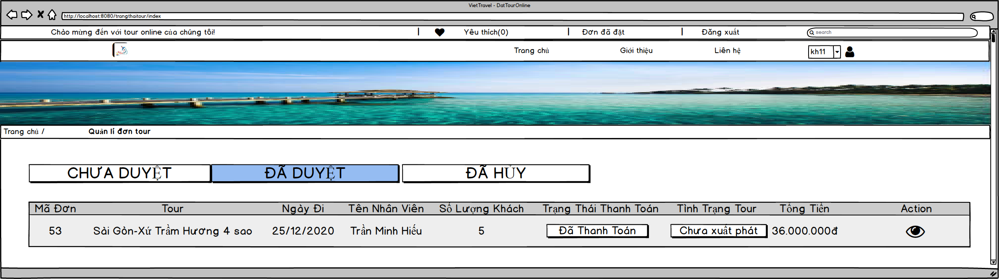 VietTravel - DatTourOnline
http://localhost:8080/trangthaitour/index
Chào mừng đến với tour online của chúng tôi! | Yêu thích(0) | Đơn đã đặt | Đăng xuất search
Trang chủ Giới thiệu Liên hệ kh11
Trang chủ / Quản lí đơn tour
CHƯA DUYỆT ĐÃ DUYỆT ĐÃ HỦY
Mã Đơn Tour Ngày Đi Tên Nhân Viên Số Lượng Khách Trạng Thái Thanh Toán Tình Trạng Tour Tổng Tiền Action
53 Sài Gòn-Xứ Trầm Hương 4 sao 25/12/2020 Trần Minh Hiếu 5 Đã Thanh Toán Chưa xuất phát 36.000.000đ